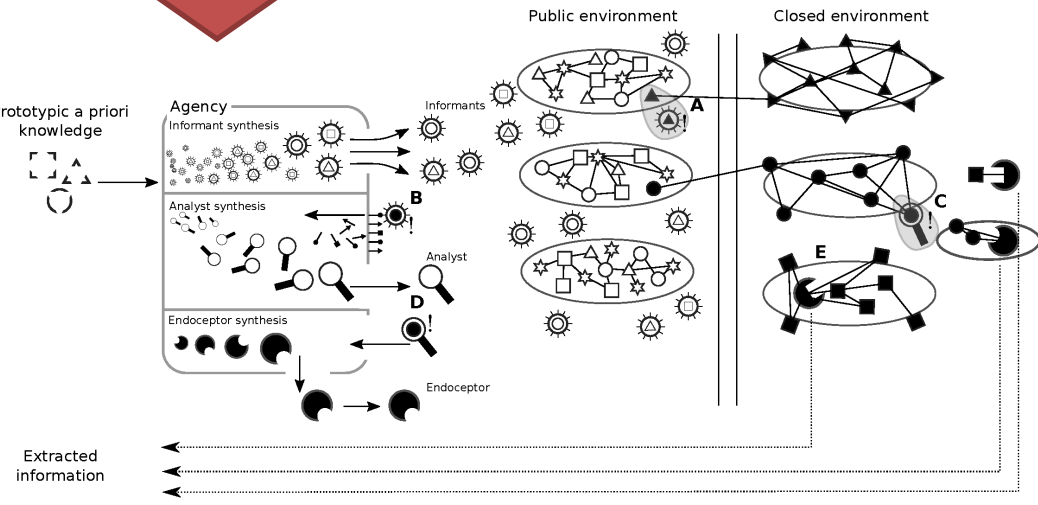 Public environment
Closed environment
rototypic a priori
knowledge
Agency
Informant synthesis
Informants
A
!
B
!
Analyst synthesis
Analyst
C
!
D
!
E
Endoceptor synthesis
Endoceptor
Extracted
information